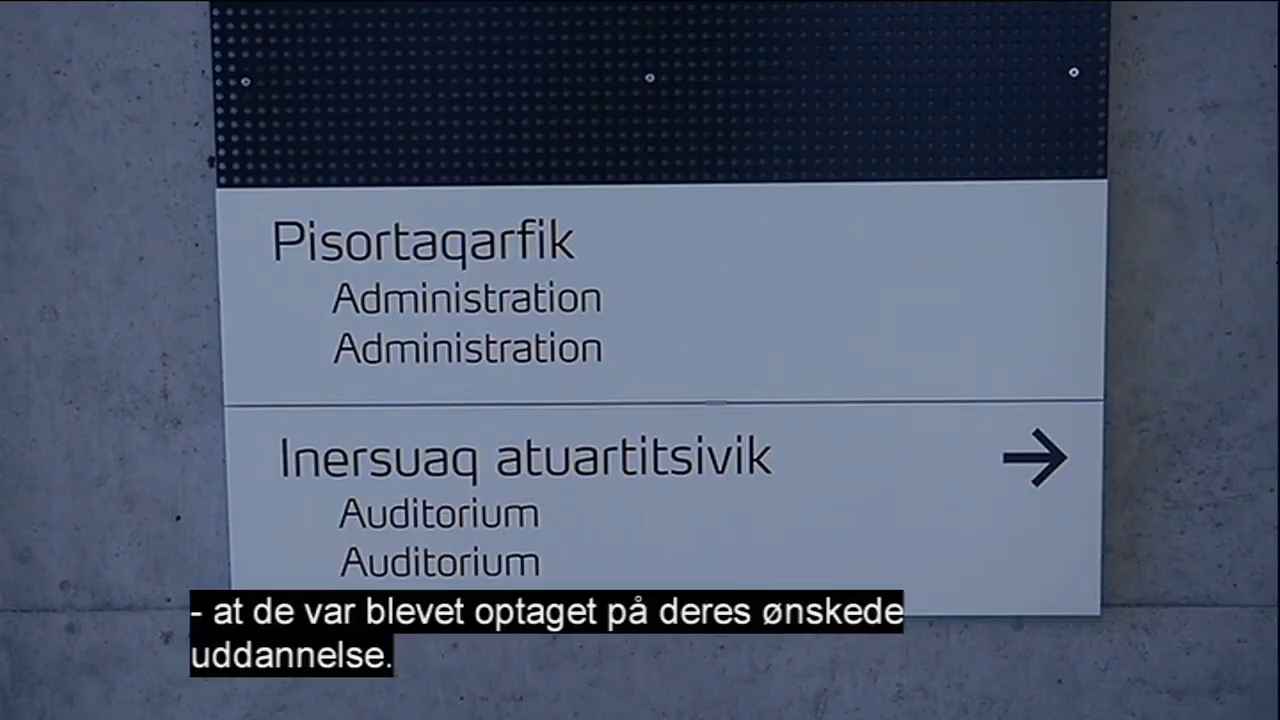 Pisortaqarfik
Administration
Administration
Inersuaq atuartitsivik
Auditorium
Auditorium
- at de var blevet optaget på deres ønskede
uddannelse.